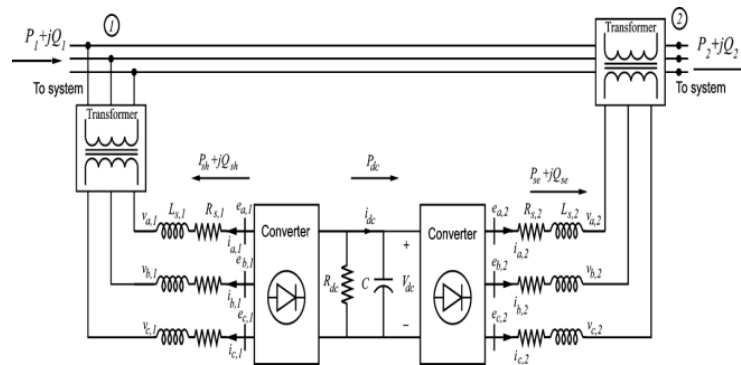 1
2
P1+jQ1
Transformer
P2+jQ2
To system
To system
Transformer
Psh+jQsh
Pdc
Pse+jQse
va,1
Ls,1
Rs,1
ea,1
ia,1
idc
ea,2
Rs,2
Ls,2
va,2
ia,2
Converter
+
Converter
vb,1
eb,1
ib,1
Rdc
C
Vdc
eb,2
vb,2
ib,2
vc,1
ec,1
ic,1
−
ec,2
vc,2
ic,2